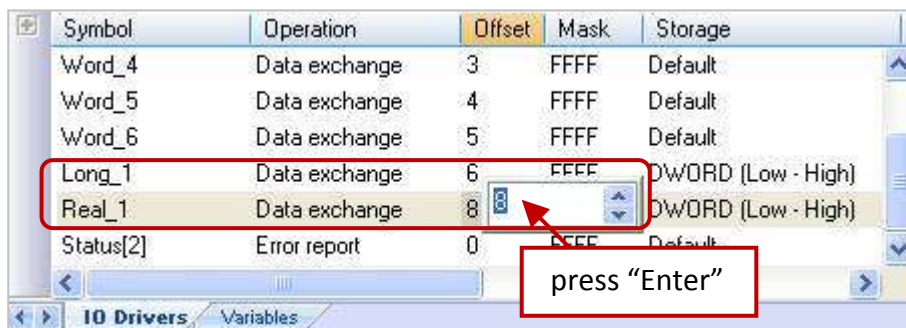 Symbol Operation Offset Mask Storage
Word_4 Data exchange 3 FFFF Default
Word_5 Data exchange 4 FFFF Default
Word_6 Data exchange 5 FFFF Default
Long_1 Data exchange 6 FFFF DWORD (Low - High)
Real_1 Data exchange 8 8 DWORD (Low - High)
Status[2] Error report 0 FFFF Default
press “Enter”
IO Drivers Variables